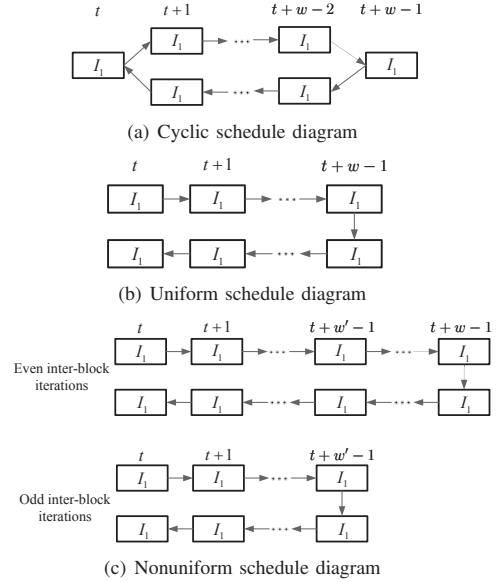 t t + 1 t + w − 2 t + w − 1
I₁ ...  I₁
I₁ I₁
I₁ ... I₁
(a) Cyclic schedule diagram
t t + 1 t + w − 1
I₁ I₁ ... I₁
I₁ I₁ ... I₁
(b) Uniform schedule diagram
t t + 1 t + w′ − 1 t + w − 1
I₁ I₁ ... I₁ ... I₁
Even inter-block
iterations
I₁ I₁ ... I₁ ... I₁
t t + 1 t + w′ − 1
I₁ I₁ ... I₁
Odd inter-block
iterations
I₁ I₁ ... I₁
(c) Nonuniform schedule diagram